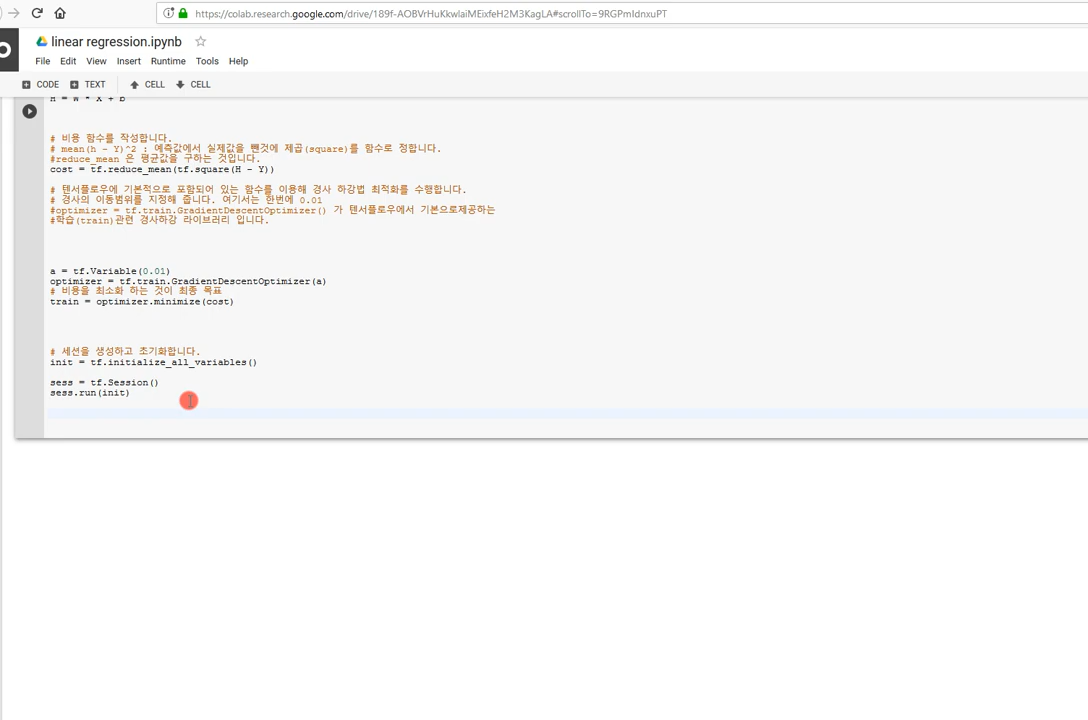 https://colab.research.google.com/drive/189f-AOBVrHuKkwlaiMEixfeH2M3KagLA#scrollTo=9RGPmIdnxuPT
linear regression.ipynb
File Edit View Insert Runtime Tools Help
CODE TEXT CELL CELL
H = W * X + b
# 비용 함수를 작성합니다.
# mean(h - Y)^2 : 예측값에서 실제값을 뺀것에 제곱(square)를 함수로 정합니다.
#reduce_mean 은 평균값을 구하는 것입니다.
cost = tf.reduce_mean(tf.square(H - Y))
# 텐서플로우에 기본적으로 포함되어 있는 함수를 이용해 경사 하강법 최적화를 수행합니다.
# 경사의 이동범위를 지정해 줍니다. 여기서는 한번에 0.01
#optimizer = tf.train.GradientDescentOptimizer() 가 텐서플로우에서 기본으로제공하는
#학습(train)관련 경사하강 라이브러리 입니다.
a = tf.Variable(0.01)
optimizer = tf.train.GradientDescentOptimizer(a)
# 비용을 최소화 하는 것이 최종 목표
train = optimizer.minimize(cost)
# 세션을 생성하고 초기화합니다.
init = tf.initialize_all_variables()
sess = tf.Session()
sess.run(init)